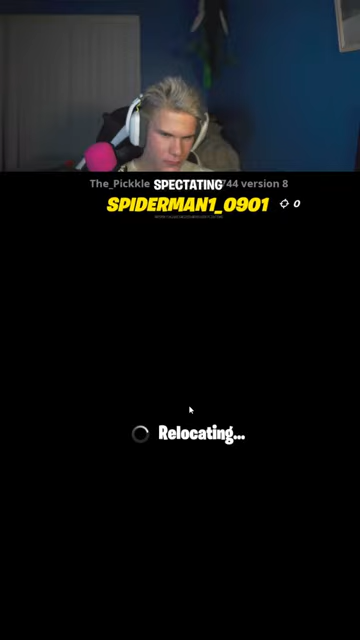 The_Pickkle SPECTATING 744 version 8
SPIDERMAN1_0901 0
Relocating...